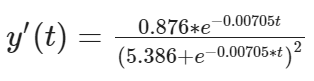 y′(t) = 0.876*e^{−0.00705t} / (5.386+e^{−0.00705*t})^2